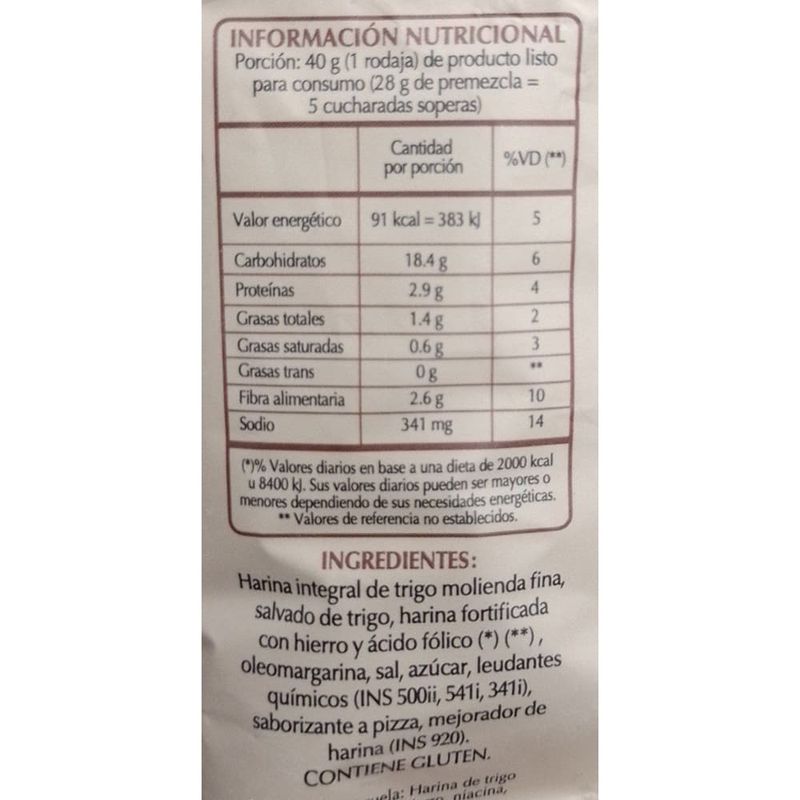 INFORMACIÓN NUTRICIONAL
Porción: 40 g (1 rodaja) de producto listo
para consumo (28 g de premezcla =
5 cucharadas soperas)
Cantidad
por porción
%VD (**)
Valor energético 91 kcal = 383 kJ 5
Carbohidratos 18.4 g 6
Proteínas 2.9 g 4
Grasas totales 1.4 g 2
Grasas saturadas 0.6 g 3
Grasas trans 0 g **
Fibra alimentaria 2.6 g 10
Sodio 341 mg 14
(*)% Valores diarios en base a una dieta de 2000 kcal
u 8400 kJ. Sus valores diarios pueden ser mayores o
menores dependiendo de sus necesidades energéticas.
** Valores de referencia no establecidos.
INGREDIENTES:
Harina integral de trigo molienda fina,
salvado de trigo, harina fortificada
con hierro y ácido fólico (*) (**),
oleomargarina, sal, azúcar, leudantes
químicos (INS 500ii, 541i, 341i),
saborizante a pizza, mejorador de
harina (INS 920).
CONTIENE GLUTEN.
Harina de trigo
niacina,